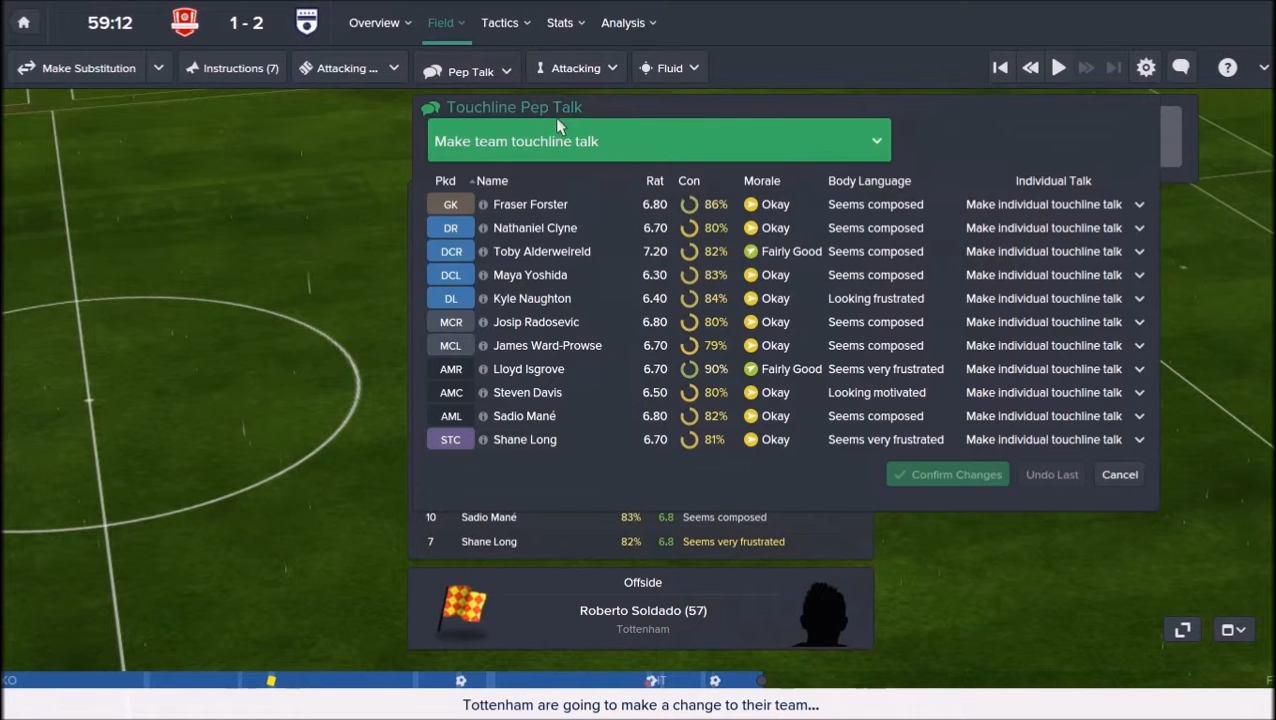 59:12
1 - 2
Overview
Field
Tactics
Stats
Analysis
Make Substitution
Instructions (7)
Attacking ...
Pep Talk
Attacking
Fluid
?
Touchline Pep Talk
Make team touchline talk
Pkd Name Rat Con Morale Body Language Individual Talk
GK Fraser Forster 6.80 86% Okay Seems composed Make individual touchline talk
DR Nathaniel Clyne 6.70 80% Okay Seems composed Make individual touchline talk
DCR Toby Alderweireld 7.20 82% Fairly Good Seems composed Make individual touchline talk
DCL Maya Yoshida 6.30 83% Okay Seems composed Make individual touchline talk
DL Kyle Naughton 6.40 84% Okay Looking frustrated Make individual touchline talk
MCR Josip Radosevic 6.80 80% Okay Seems composed Make individual touchline talk
MCL James Ward-Prowse 6.70 79% Okay Seems composed Make individual touchline talk
AMR Lloyd Isgrove 6.70 90% Fairly Good Seems very frustrated Make individual touchline talk
AMC Steven Davis 6.50 80% Okay Looking motivated Make individual touchline talk
AML Sadio Mané 6.80 82% Okay Seems composed Make individual touchline talk
STC Shane Long 6.70 81% Okay Seems very frustrated Make individual touchline talk
Confirm Changes
Undo Last
Cancel
10 Sadio Mané 83% 6.8 Seems composed
7 Shane Long 82% 6.8 Seems very frustrated
Offside
Roberto Soldado (57)
Tottenham
KO
HT
F
Tottenham are going to make a change to their team...